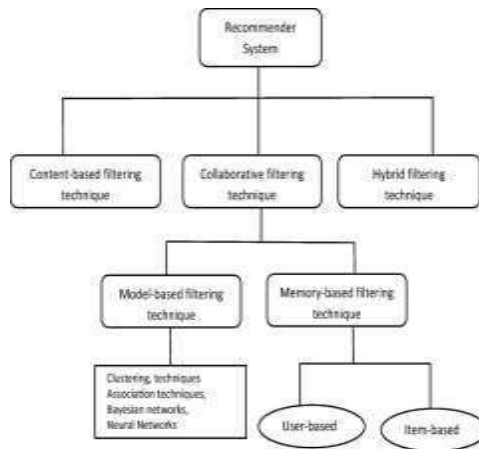 Recommender
System
Content-based filtering
technique
Collaborative filtering
technique
Hybrid filtering
technique
Model-based filtering
technique
Memory-based filtering
technique
Clustering, techniques
Association techniques,
Bayesian networks,
Neural Networks
User-based
Item-based